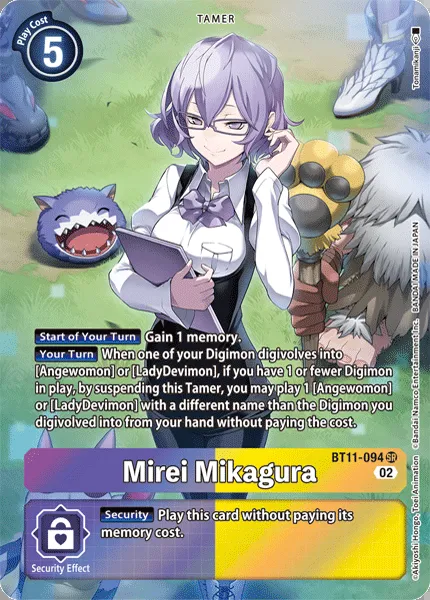 TAMER
Play Cost
5
Start of Your Turn Gain 1 memory.
Your Turn When one of your Digimon digivolves into
[Angewomon] or [LadyDevimon], if you have 1 or fewer Digimon
in play, by suspending this Tamer, you may play 1 [Angewomon]
or [LadyDevimon] with a different name than the Digimon you
digivolved into from your hand without paying the cost.
BT11-094 SR
Mirei Mikagura
02
Security Play this card without paying its
memory cost.
Security Effect
Tonamikanji
©Akiyoshi Hongo, Toei Animation ©Bandai Namco Entertainment Inc. BANDAI MADE IN JAPAN